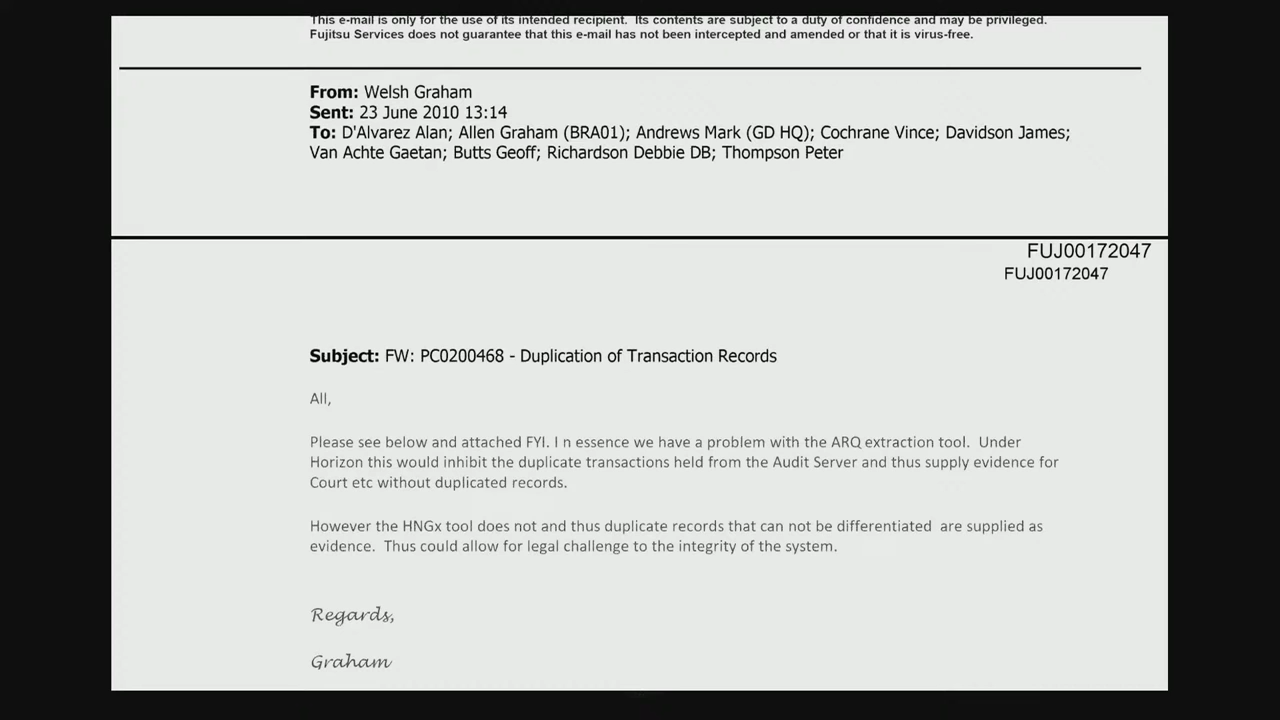 This e-mail is only for the use of its intended recipient. Its contents are subject to a duty of confidence and may be privileged.
Fujitsu Services does not guarantee that this e-mail has not been intercepted and amended or that it is virus-free.
From: Welsh Graham
Sent: 23 June 2010 13:14
To: D'Alvarez Alan; Allen Graham (BRA01); Andrews Mark (GD HQ); Cochrane Vince; Davidson James;
Van Achte Gaetan; Butts Geoff; Richardson Debbie DB; Thompson Peter
FUJ00172047
FUJ00172047
Subject: FW: PC0200468 - Duplication of Transaction Records
All,
Please see below and attached FYI. I n essence we have a problem with the ARQ extraction tool. Under
Horizon this would inhibit the duplicate transactions held from the Audit Server and thus supply evidence for
Court etc without duplicated records.
However the HNGx tool does not and thus duplicate records that can not be differentiated are supplied as
evidence. Thus could allow for legal challenge to the integrity of the system.
Regards,
Graham